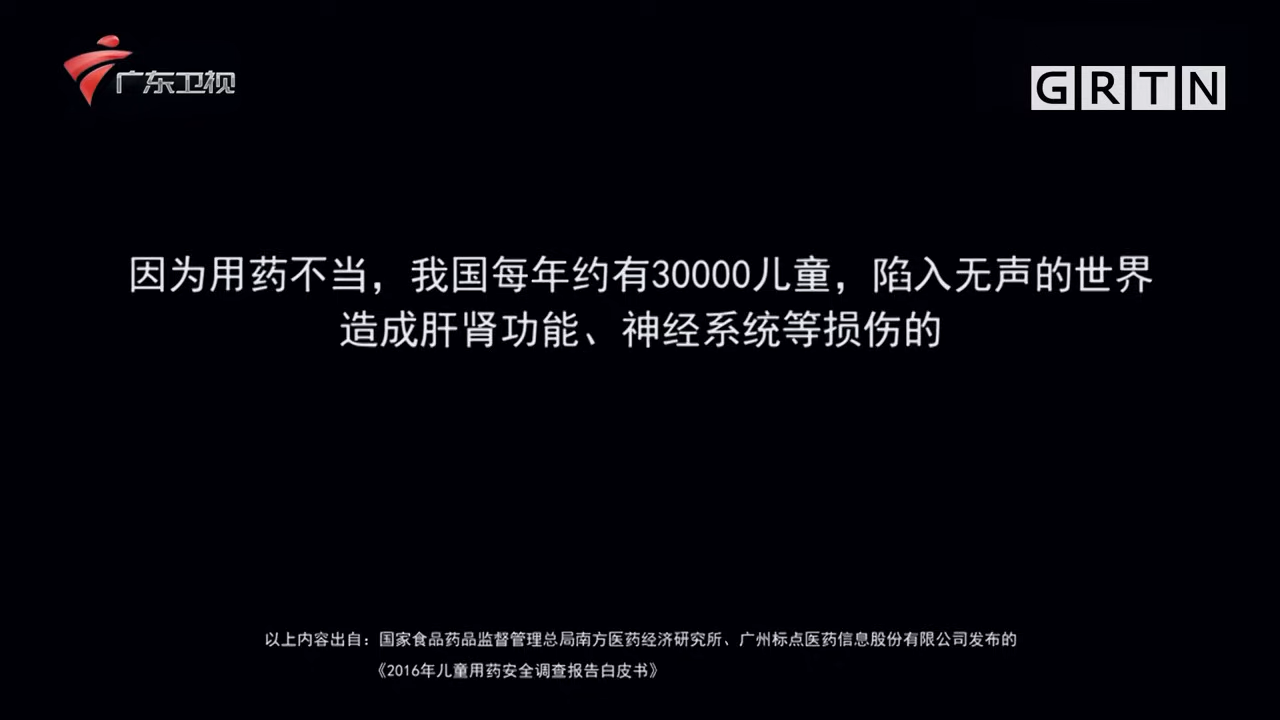 广东卫视
GRTN
因为用药不当，我国每年约有30000儿童，陷入无声的世界
造成肝肾功能、神经系统等损伤的
以上内容出自：国家食品药品监督管理总局南方医药经济研究所、广州标点医药信息股份有限公司发布的
《2016年儿童用药安全调查报告白皮书》